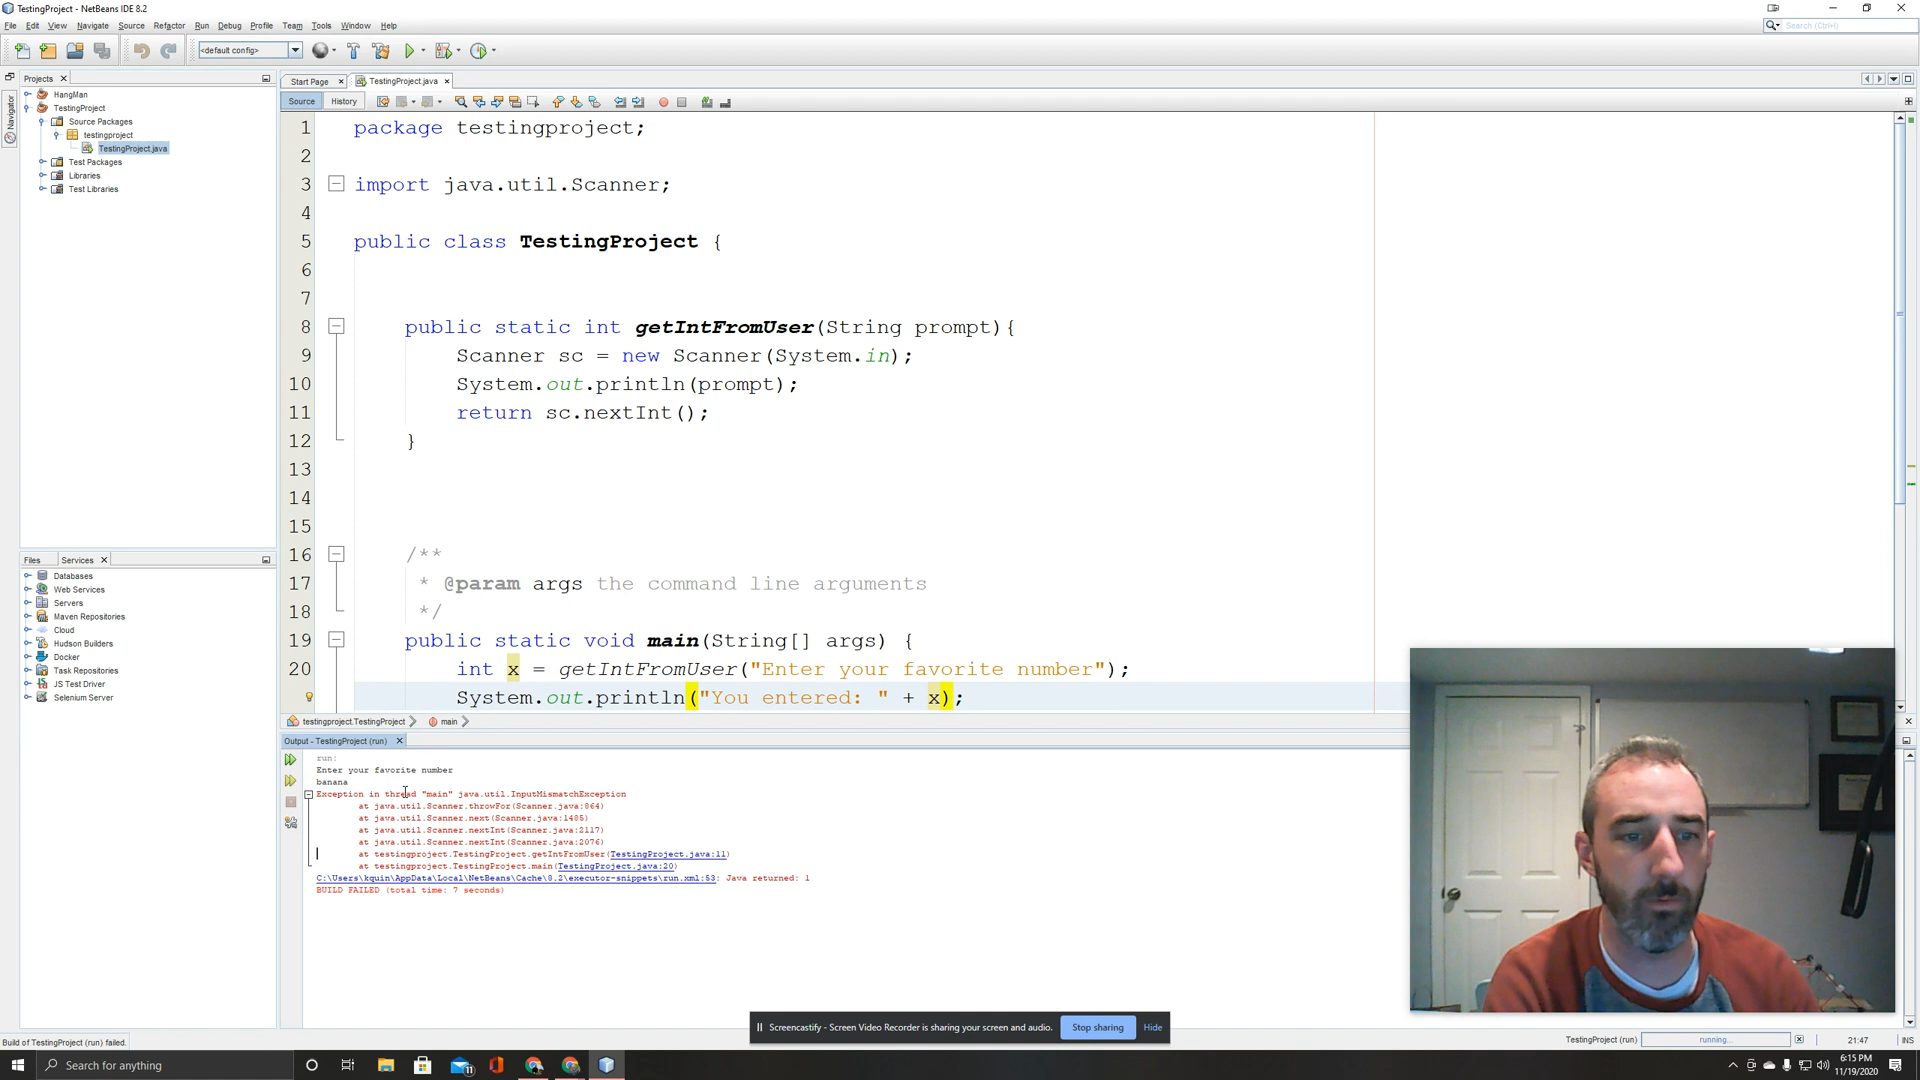 TestingProject - NetBeans IDE 8.2
File Edit View Navigate Source Refactor Run Debug Profile Team Tools Window Help
Search (Ctrl+I)
<default config>
Projects
HangMan
TestingProject
Source Packages
testingproject
TestingProject.java
Test Packages
Libraries
Test Libraries
Navigator
Files Services
Databases
Web Services
Servers
Maven Repositories
Cloud
Hudson Builders
Docker
Task Repositories
JS Test Driver
Selenium Server
Start Page TestingProject.java
Source History
1 package testingproject;
2
3 import java.util.Scanner;
4
5 public class TestingProject {
6
7
8 public static int getIntFromUser(String prompt){
9 Scanner sc = new Scanner(System.in);
10 System.out.println(prompt);
11 return sc.nextInt();
12 }
13
14
15
16 /**
17 * @param args the command line arguments
18 */
19 public static void main(String[] args) {
20 int x = getIntFromUser("Enter your favorite number");
System.out.println("You entered: " + x);
testingproject.TestingProject main
Output - TestingProject (run)
run:
Enter your favorite number
banana
Exception in thread "main" java.util.InputMismatchException
at java.util.Scanner.throwFor(Scanner.java:864)
at java.util.Scanner.next(Scanner.java:1485)
at java.util.Scanner.nextInt(Scanner.java:2117)
at java.util.Scanner.nextInt(Scanner.java:2076)
at testingproject.TestingProject.getIntFromUser(TestingProject.java:11)
at testingproject.TestingProject.main(TestingProject.java:20)
C:\Users\kquin\AppData\Local\NetBeans\Cache\8.2\executor-snippets\run.xml:53: Java returned: 1
BUILD FAILED (total time: 7 seconds)
Screencastify - Screen Video Recorder is sharing your screen and audio. Stop sharing Hide
Build of TestingProject (run) failed.
TestingProject (run) running... 21:47 INS
Search for anything
11
6:15 PM
11/19/2020